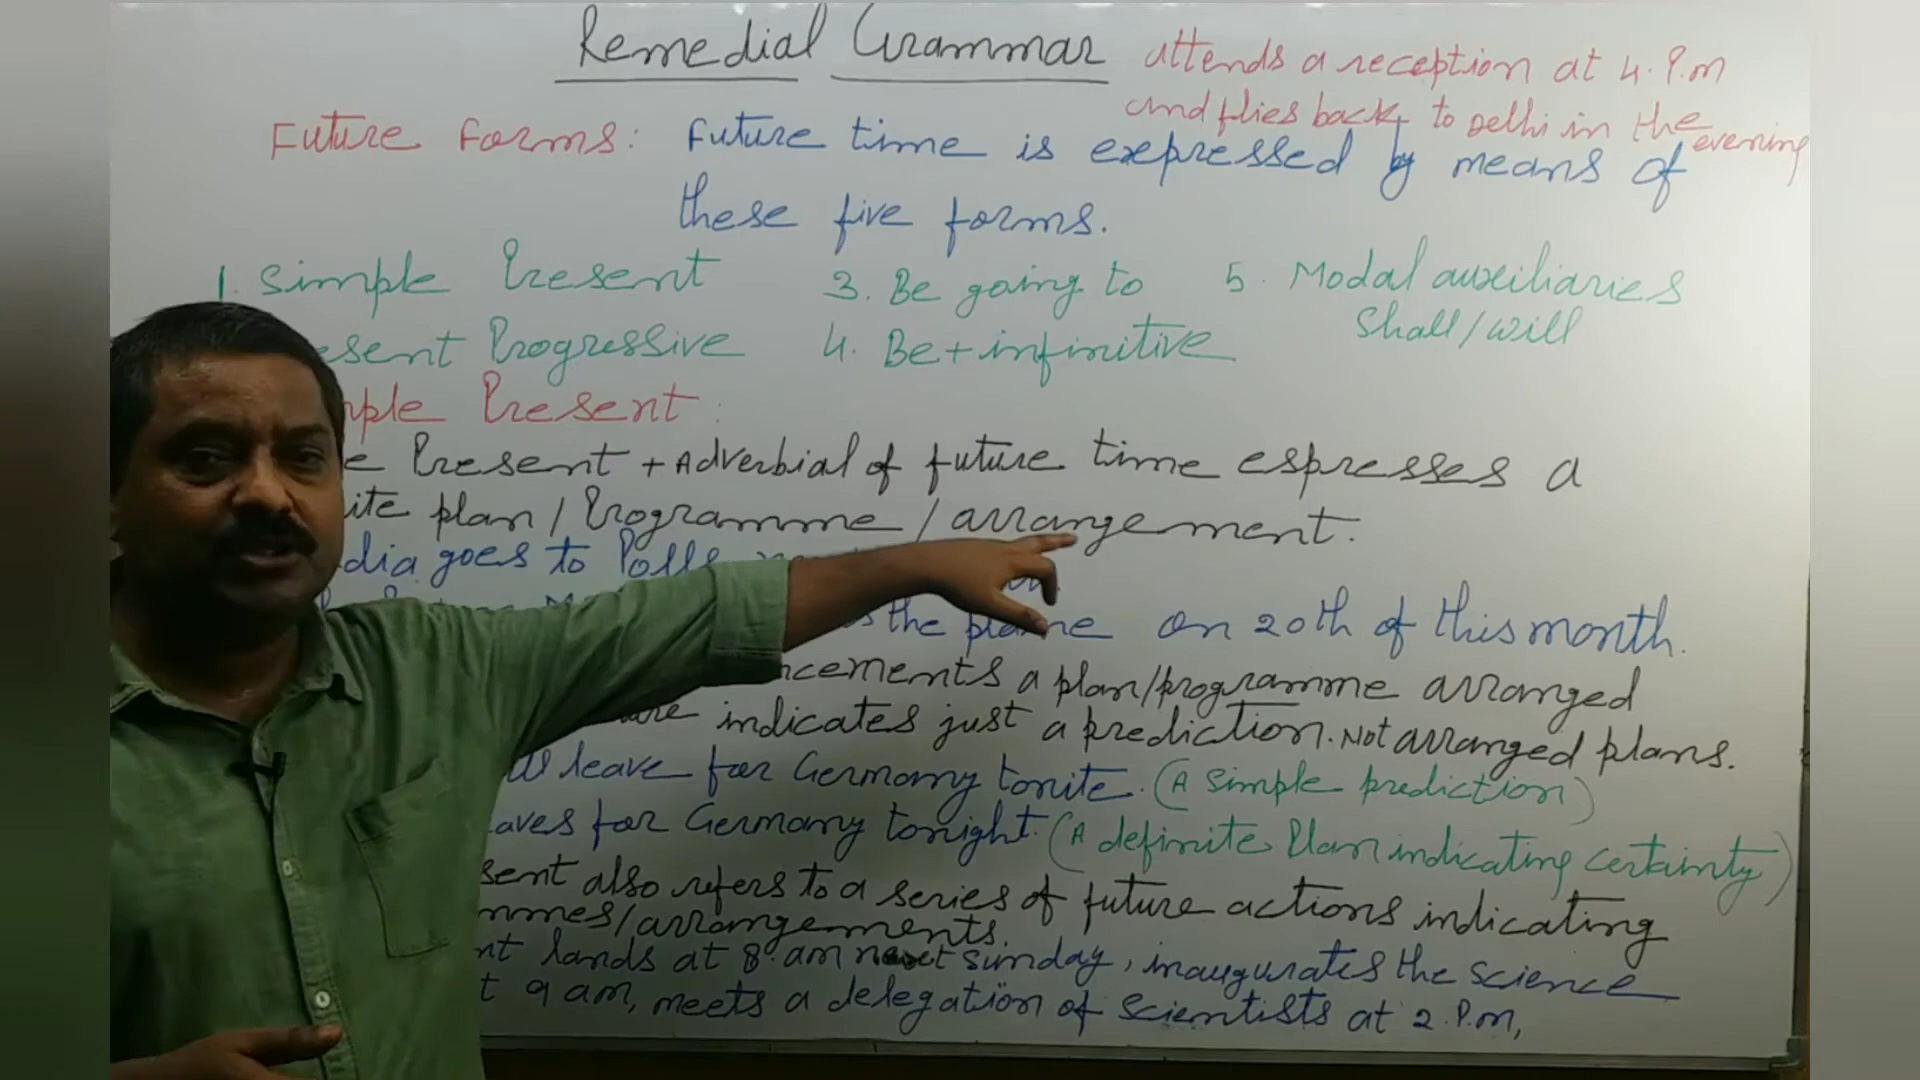 Remedial Grammar
attends a reception at 4. P.m
and flies back to Delhi in the evening
Future Forms: Future time is expressed by means of
these five forms.
1. Simple Present 3. Be going to 5. Modal auxiliaries
Shall/will
esent Progressive 4. Be+infinitive
mple Present:
e Present + Adverbial of future time espresses a
ite plan / Programme / arrangement.
dia goes to Polls
the plane on 20th of this month.
ncements a plan/programme arranged
indicates just a prediction. Not arranged plans.
leave for Germany tonite. (A simple prediction)
aves for Germany tonight. (A definite Plan indicating certainty)
sent also refers to a series of future actions indicating
mmes/arrangements.
nt lands at 8 am next sunday, inaugurates the science
t 9 am, meets a delegation of scientists at 2. P.m,